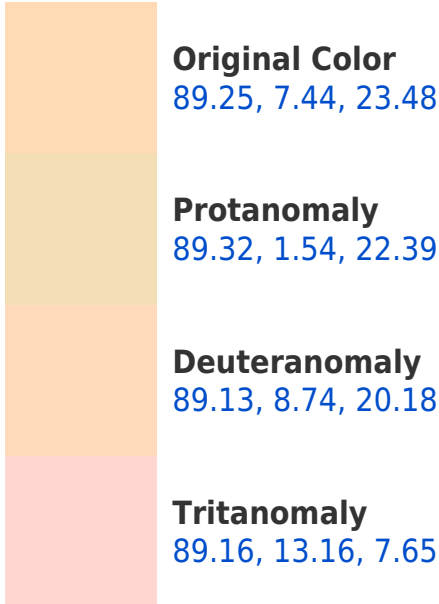 Original Color
89.25, 7.44, 23.48
Protanomaly
89.32, 1.54, 22.39
Deuteranomaly
89.13, 8.74, 20.18
Tritanomaly
89.16, 13.16, 7.65